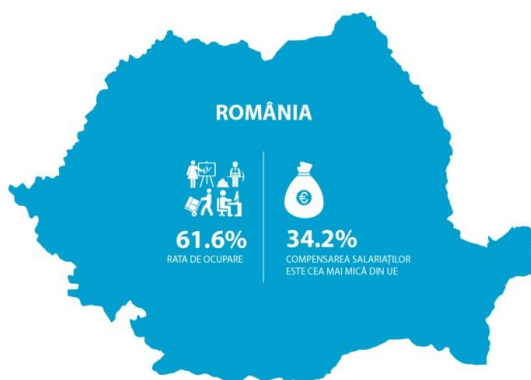 ROMÂNIA
61.6%
RATA DE OCUPARE
34.2%
COMPENSAREA SALARIAȚILOR
ESTE CEA MAI MICĂ DIN UE